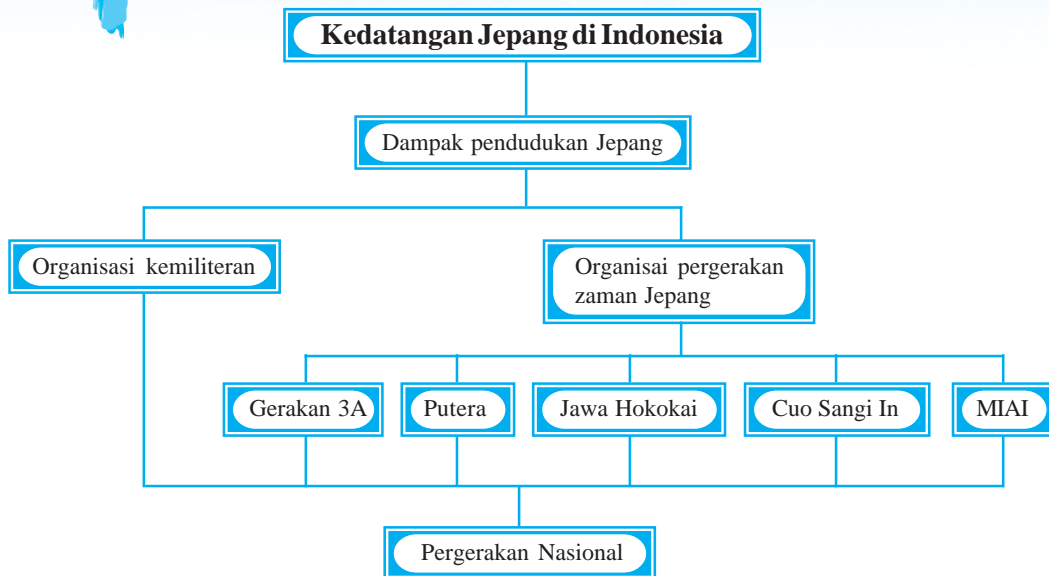 Kedatangan Jepang di Indonesia
Dampak pendudukan Jepang
Organisasi kemiliteran
Organisai pergerakan
zaman Jepang
Gerakan 3A
Putera
Jawa Hokokai
Cuo Sangi In
MIAI
Pergerakan Nasional